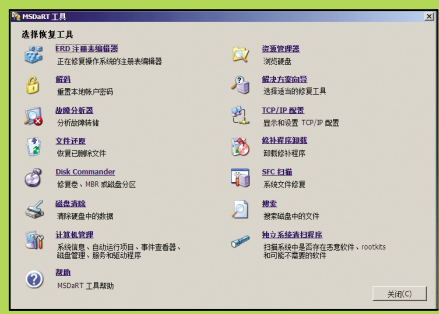 MSDaRT 工具
选择恢复工具
ERD 注册表编辑器
正在修复操作系统的注册表编辑器
解码
重置本地帐户密码
故障分析器
分析故障转储
文件还原
恢复已删除文件
Disk Commander
修复卷、MBR 或磁盘分区
磁盘清除
清除硬盘中的数据
计算机管理
系统信息、自动运行项目、事件查看器、
磁盘管理、服务和驱动程序
帮助
MSDaRT 工具帮助
资源管理器
浏览硬盘
解决方案向导
选择适当的修复工具
TCP/IP 配置
显示和设置 TCP/IP 配置
修补程序卸载
卸载修补程序
SFC 扫描
系统文件修复
搜索
搜索磁盘中的文件
独立系统清扫程序
扫描系统中是否存在恶意软件、rootkits
和可能不需要的软件
关闭(C)